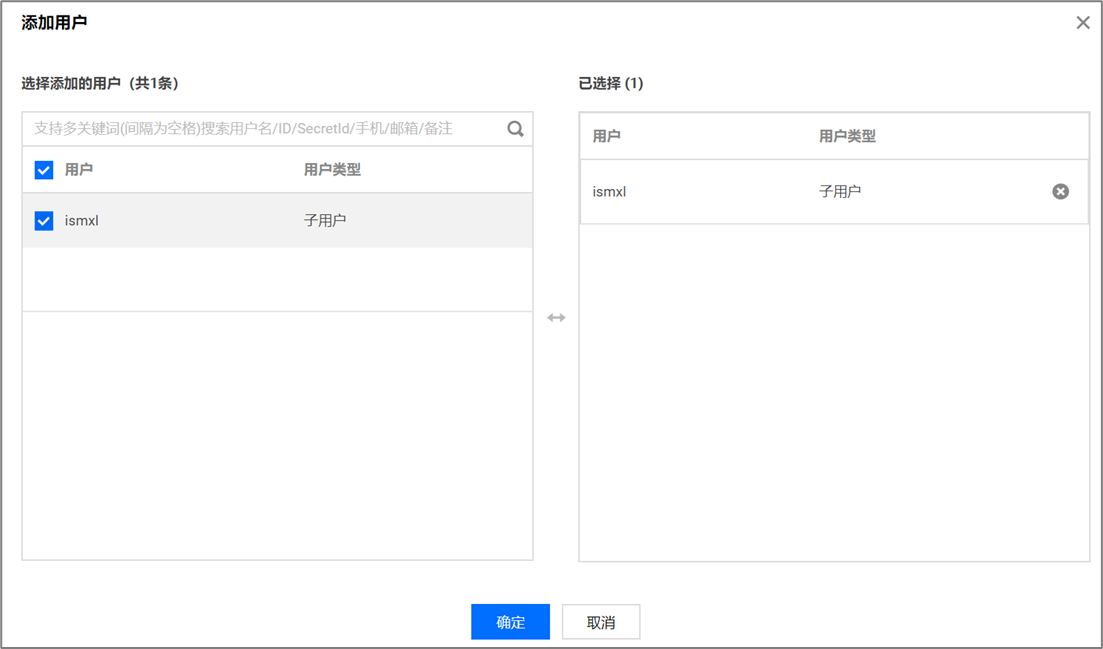 添加用户
选择添加的用户（共1条）
支持多关键词(间隔为空格)搜索用户名/ID/SecretId/手机/邮箱/备注
用户 用户类型
ismxl 子用户
已选择 (1)
用户 用户类型
ismxl 子用户
确定 取消